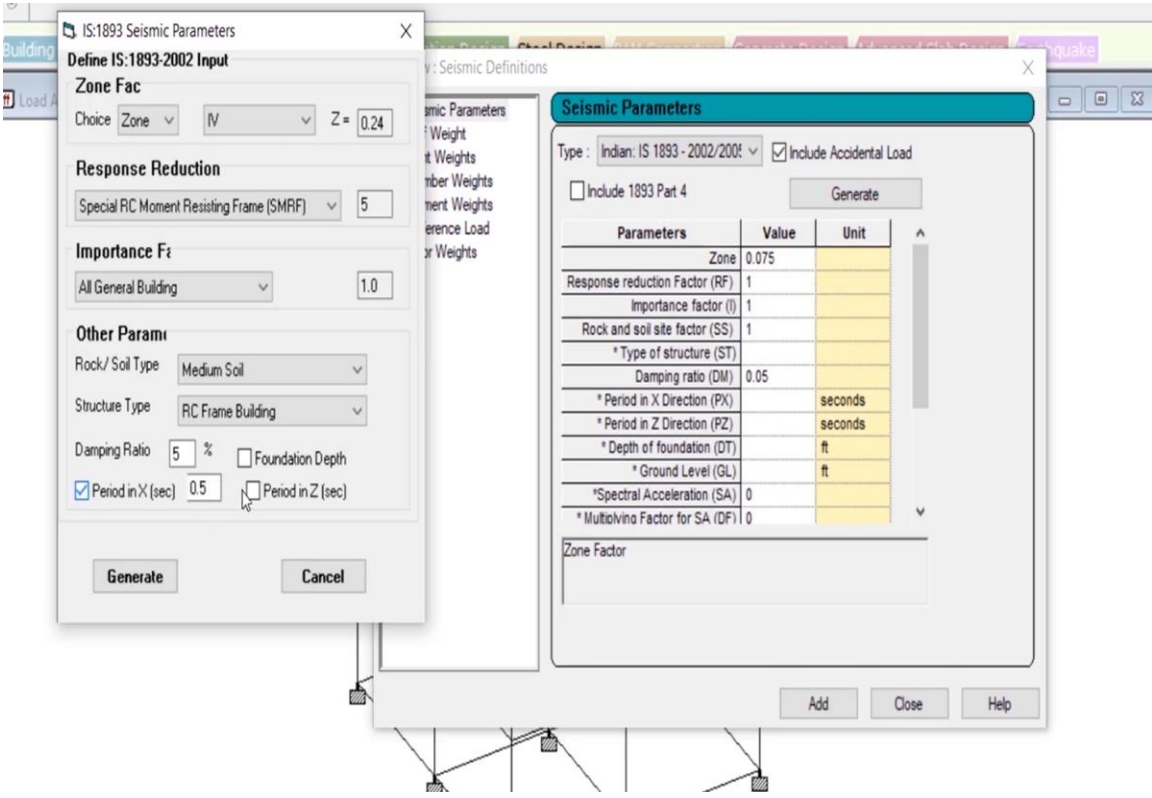 IS:1893 Seismic Parameters
Define IS:1893-2002 Input
Zone Fac
Choice Zone IV Z = 0.24
Response Reduction
Special RC Moment Resisting Frame (SMRF) 5
Importance Fa
All General Building 1.0
Other Parame
Rock/ Soil Type Medium Soil
Structure Type RC Frame Building
Damping Ratio 5 % Foundation Depth
Period in X (sec) 0.5 Period in Z (sec)
Generate Cancel
Building
Steel Design
Earthquake
Load A
: Seismic Definitions
smic Parameters
Weight
t Weights
mber Weights
ment Weights
erence Load
or Weights
Seismic Parameters
Type : Indian: IS 1893 - 2002/2005 Include Accidental Load
Include 1893 Part 4 Generate
Parameters Value Unit
Zone 0.075
Response reduction Factor (RF) 1
Importance factor (I) 1
Rock and soil site factor (SS) 1
* Type of structure (ST)
Damping ratio (DM) 0.05
* Period in X Direction (PX) seconds
* Period in Z Direction (PZ) seconds
* Depth of foundation (DT) ft
* Ground Level (GL) ft
*Spectral Acceleration (SA) 0
* Multiplying Factor for SA (DF) 0
Zone Factor
Add Close Help